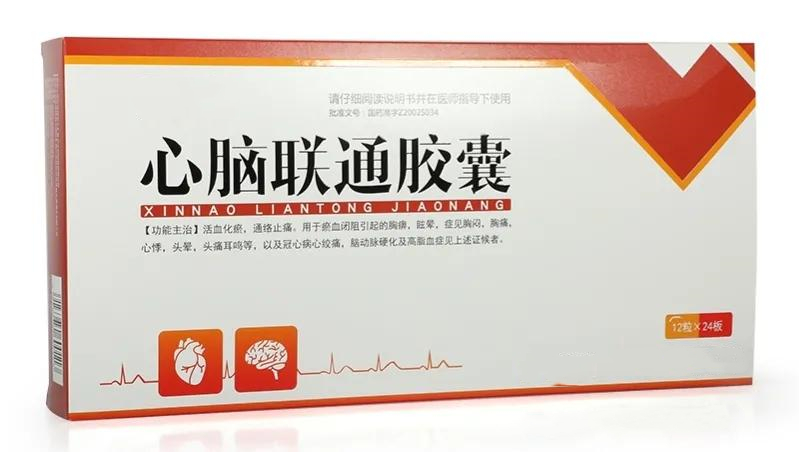 请仔细阅读说明书并在医师指导下使用
批准文号：国药准字Z20025034
心脑联通胶囊
XINNAO LIANTONG JIAONANG
【功能主治】活血化瘀，通络止痛。用于瘀血闭阻引起的胸痹，眩晕，症见胸闷，胸痛，
心悸，头晕，头痛耳鸣等，以及冠心病心绞痛，脑动脉硬化及高脂血症见上述证候者。
12粒×24板